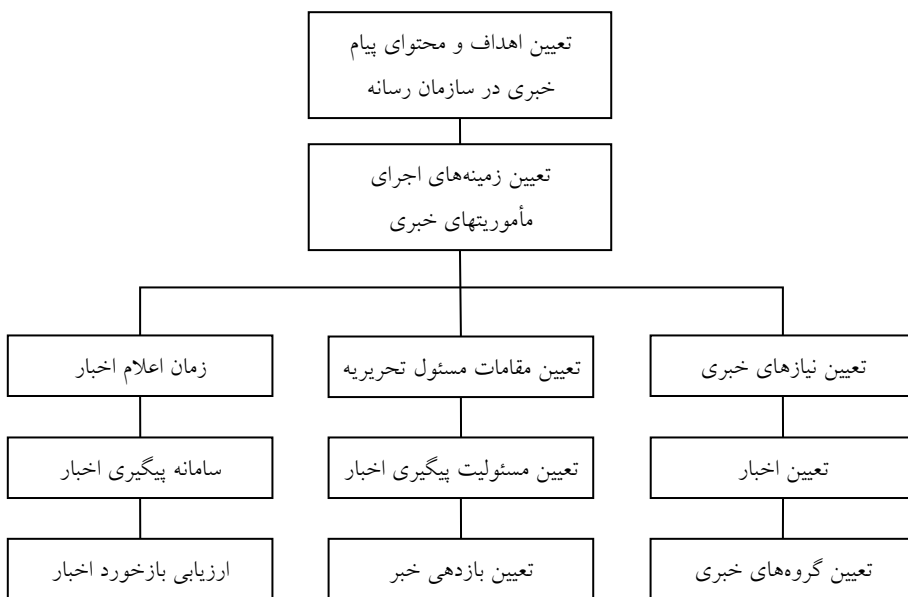 تعیین اهداف و محتوای پیام
خبری در سازمان رسانه
تعیین زمینه‌های اجرای
مأموریتهای خبری
تعیین نیازهای خبری
تعیین مقامات مسئول تحریریه
زمان اعلام اخبار
تعیین اخبار
تعیین مسئولیت پیگیری اخبار
سامانه پیگیری اخبار
تعیین گروه‌های خبری
تعیین بازدهی خبر
ارزیابی بازخورد اخبار